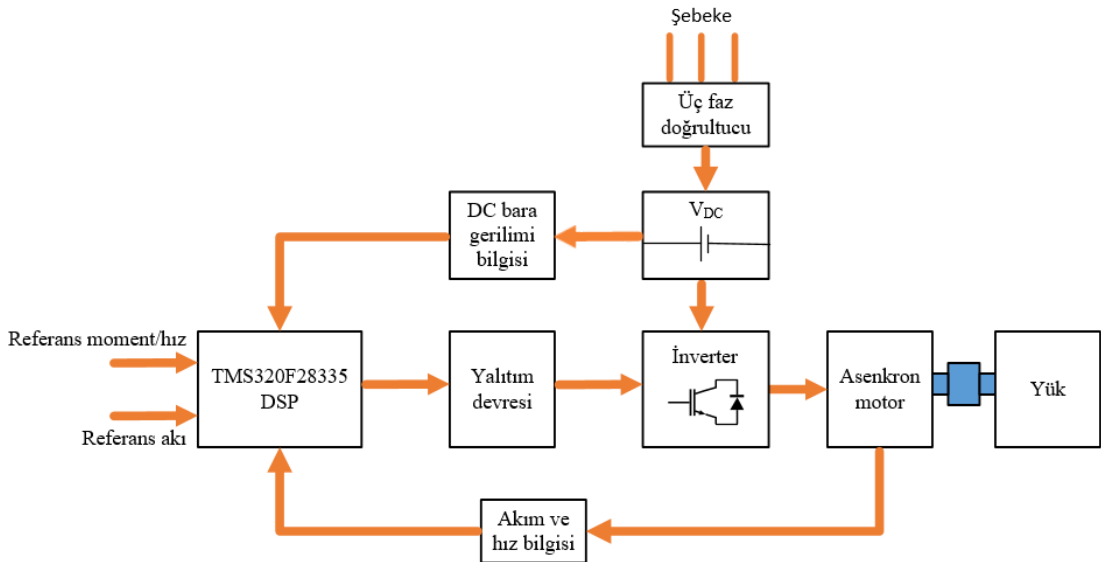 Şebeke
Üç faz
doğrultucu
DC bara
gerilimi
bilgisi
VDC
Referans moment/hız
Referans akı
TMS320F28335
DSP
Yalıtım
devresi
İnverter
Asenkron
motor
Yük
Akım ve
hız bilgisi